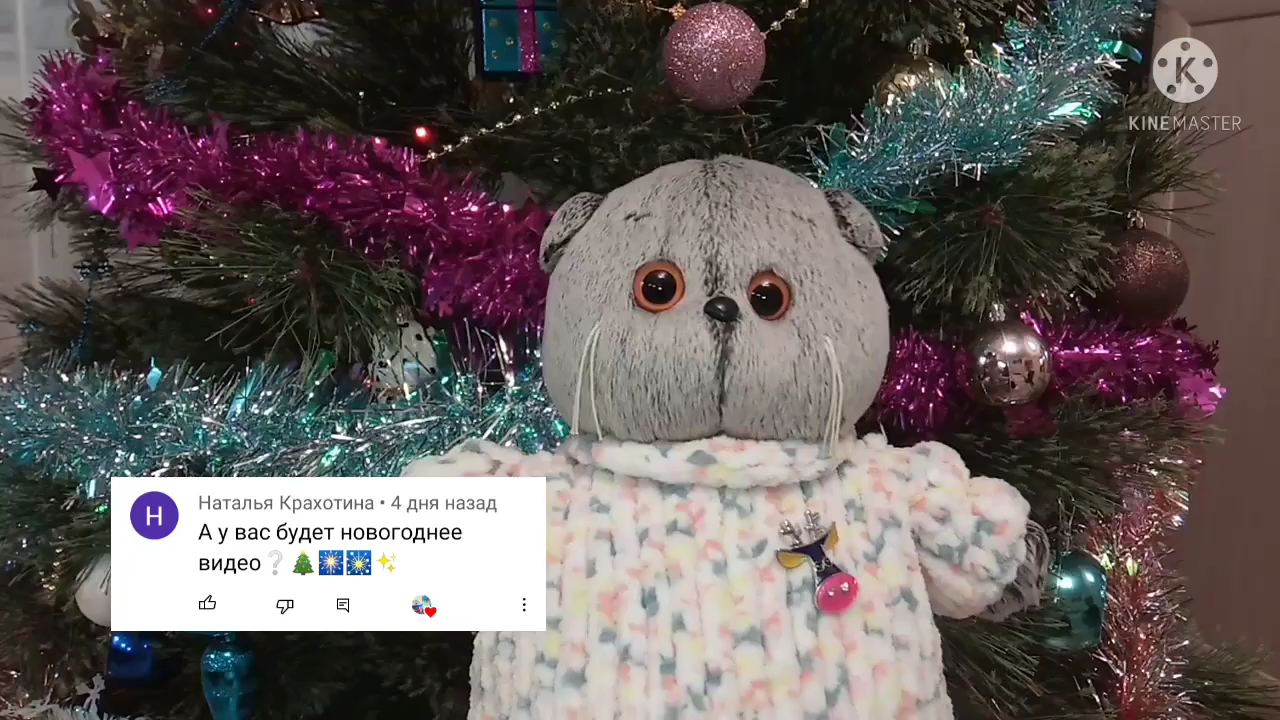 K
KINEMASTER
Н
Наталья Крахотина • 4 дня назад
А у вас будет новогоднее
видео❔🎄🎆🎇✨